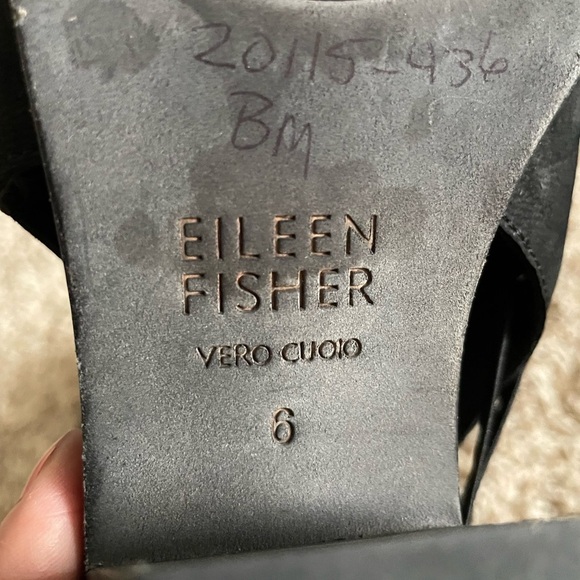 20115-436
BM
EILEEN
FISHER
VERO CUOIO
6